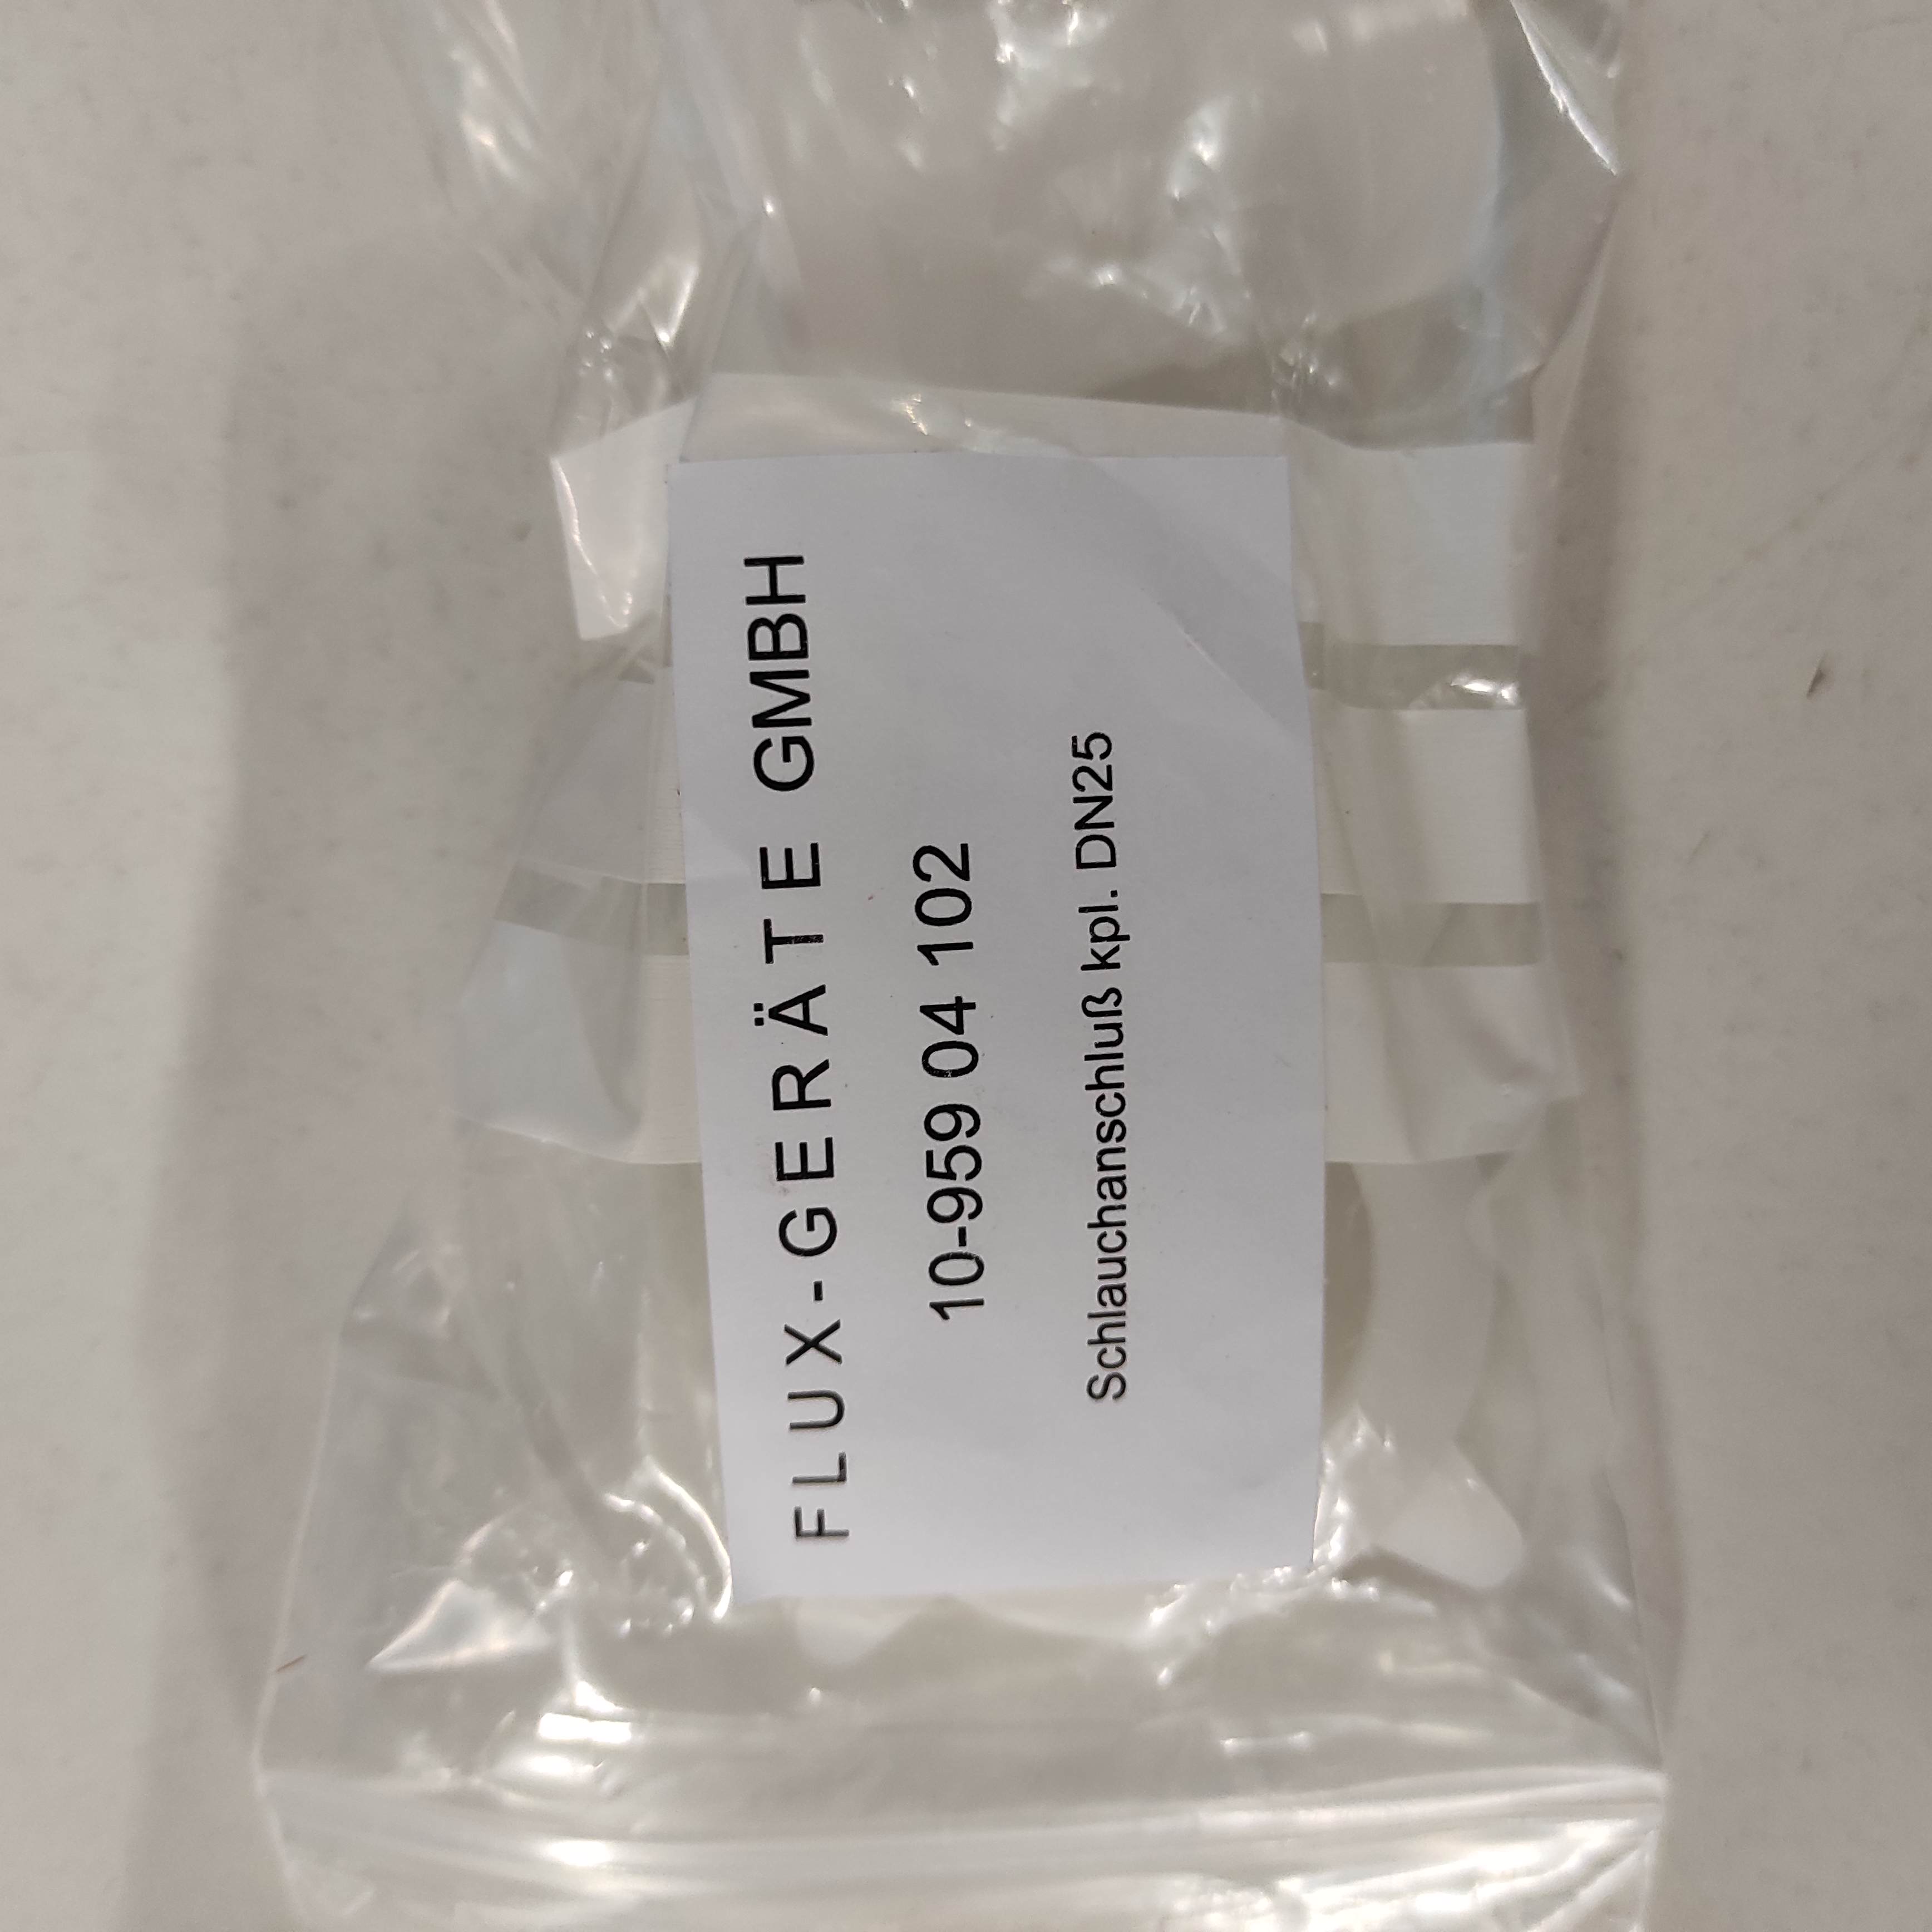 FLUX-GERÄTE GMBH
10-959 04 102
Schlauchanschluß kpl. DN25